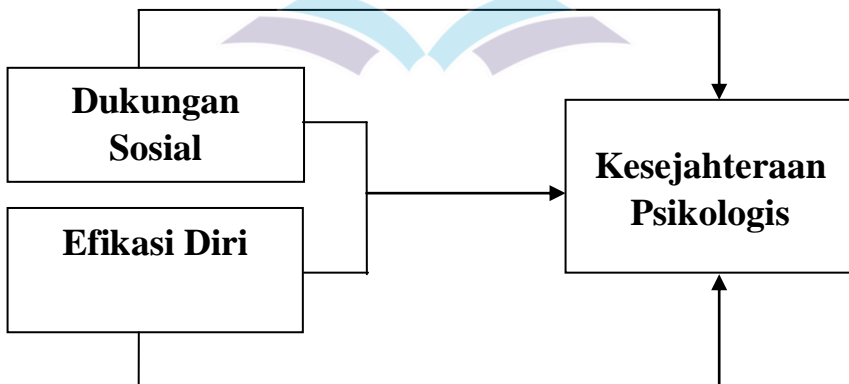 Dukungan
Sosial
Efikasi Diri
Kesejahteraan
Psikologis